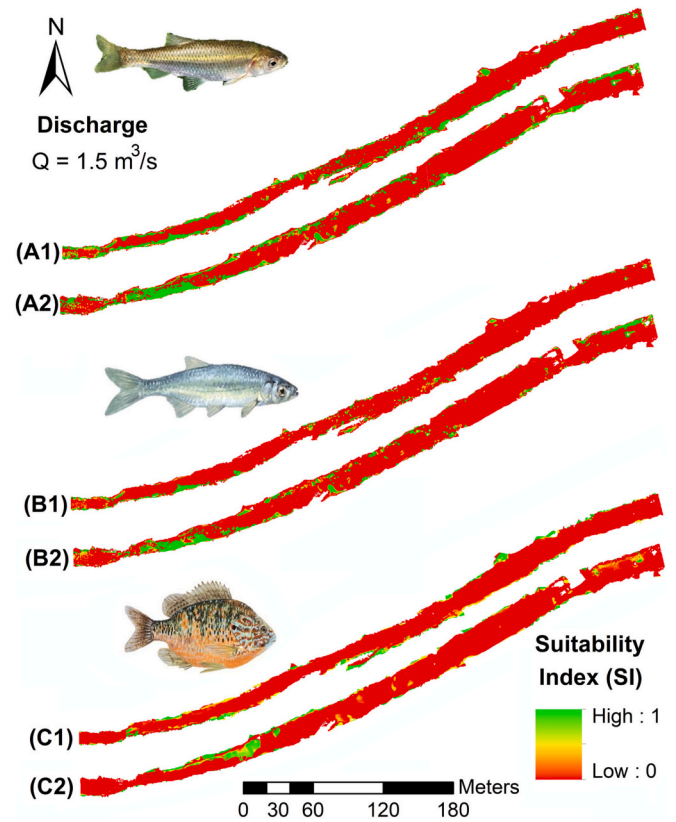 N
Discharge
Q = 1.5 m³/s
(A1)
(A2)
(B1)
(B2)
(C1)
(C2)
Suitability
Index (SI)
High : 1
Low : 0
Meters
0 30 60 120 180